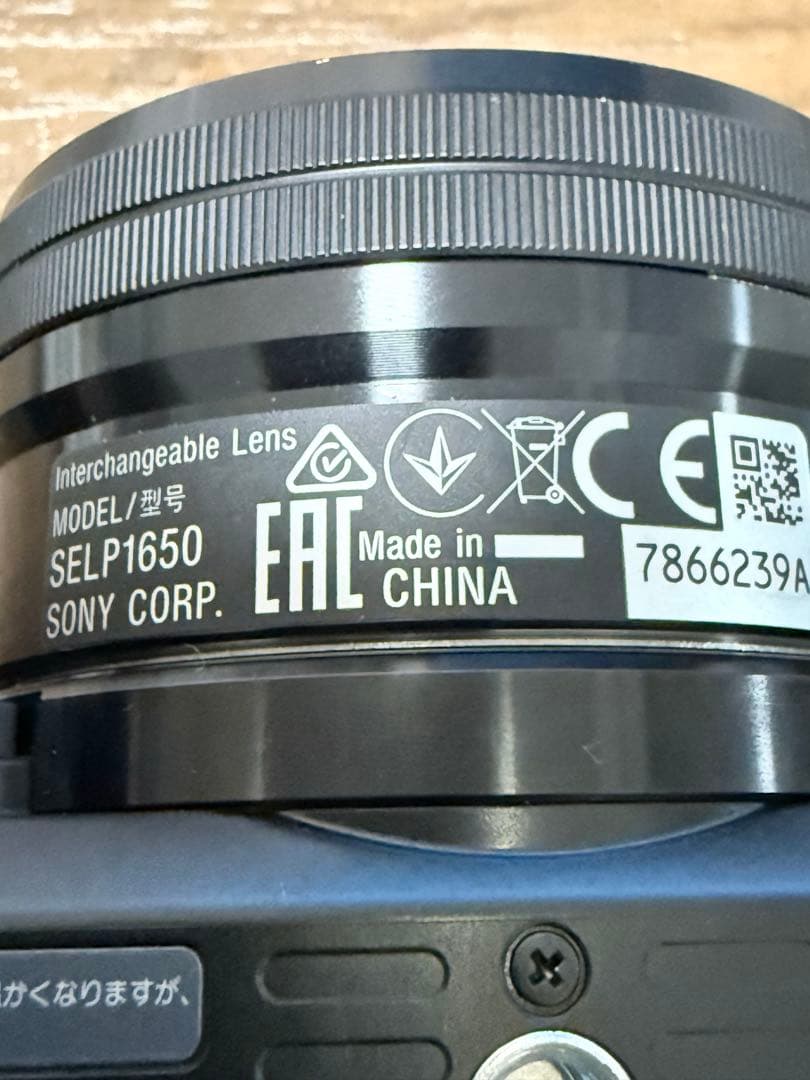 Interchangeable Lens
MODEL/型号
SELP1650
SONY CORP.
EAC
Made in
CHINA
CE
7866239A
かくなりますが、